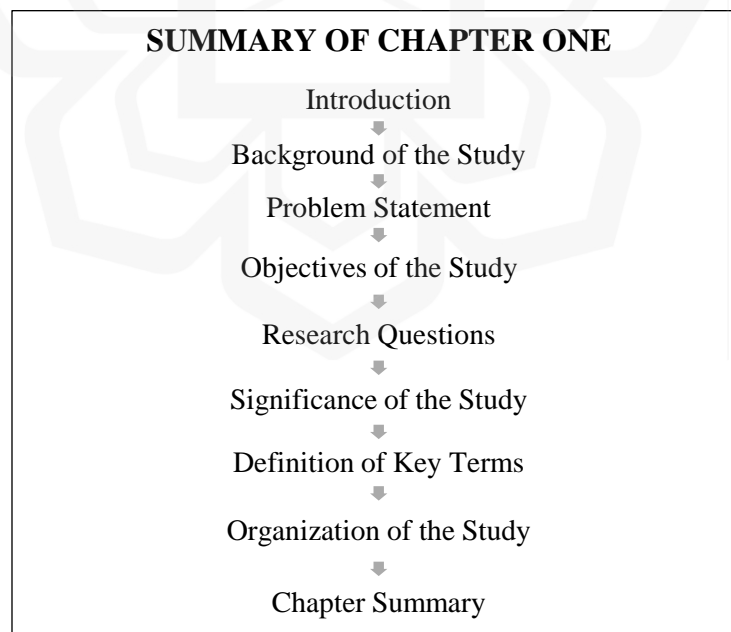 SUMMARY OF CHAPTER ONE
Introduction
Background of the Study
Problem Statement
Objectives of the Study
Research Questions
Significance of the Study
Definition of Key Terms
Organization of the Study
Chapter Summary